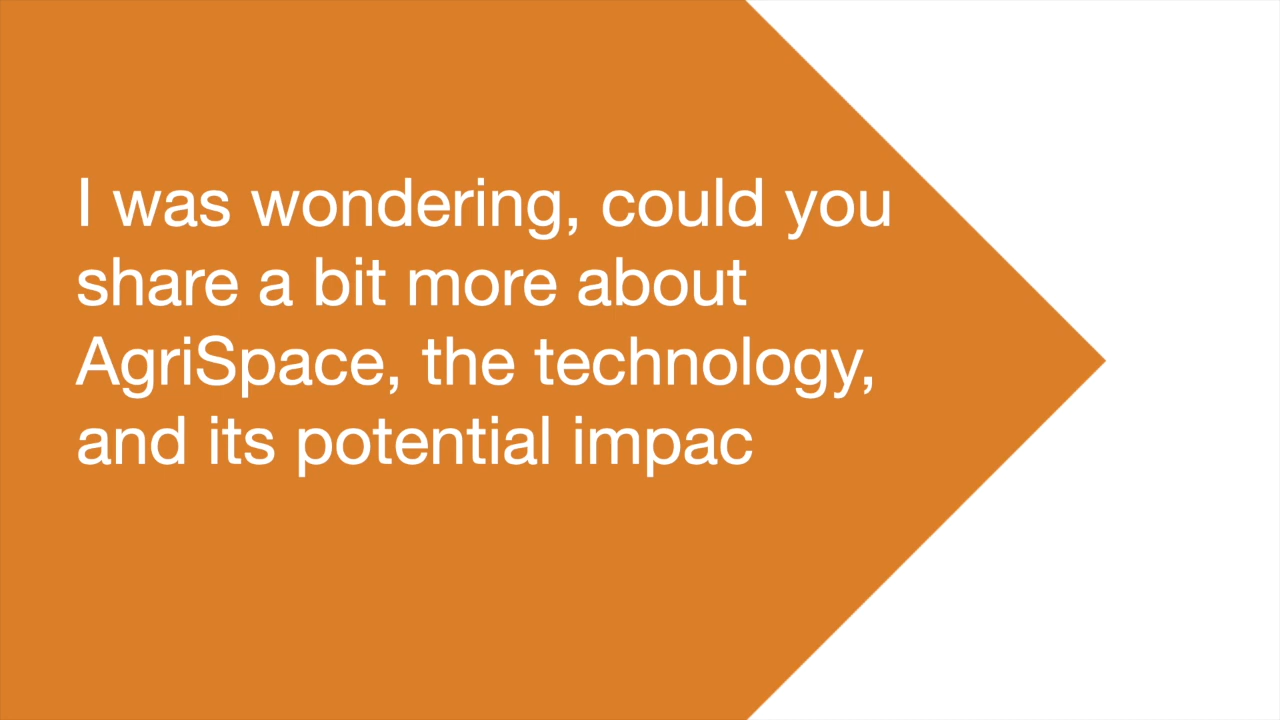 I was wondering, could you
share a bit more about
AgriSpace, the technology,
and its potential impac